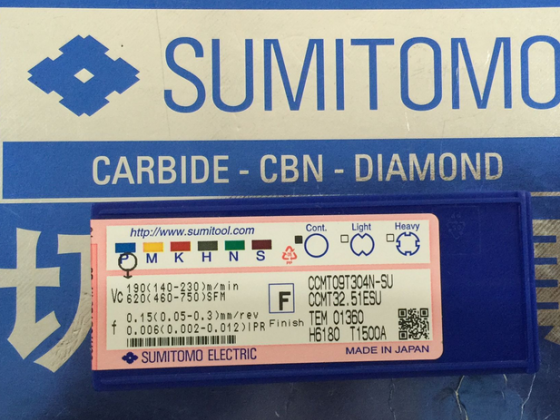 SUMITOMO
CARBIDE - CBN - DIAMOND
http://www.sumitool.com
Cont. Light Heavy
P M K H N S
Vc 190(140-230)m/min
620(460-750)SFM
f 0.15(0.05-0.3)mm/rev
0.006(0.002-0.012)IPR
F
Finish
CCMT09T304N-SU
CCMT32.51ESU
TEM 01360
H6180 T1500A
SUMITOMO ELECTRIC
MADE IN JAPAN
切